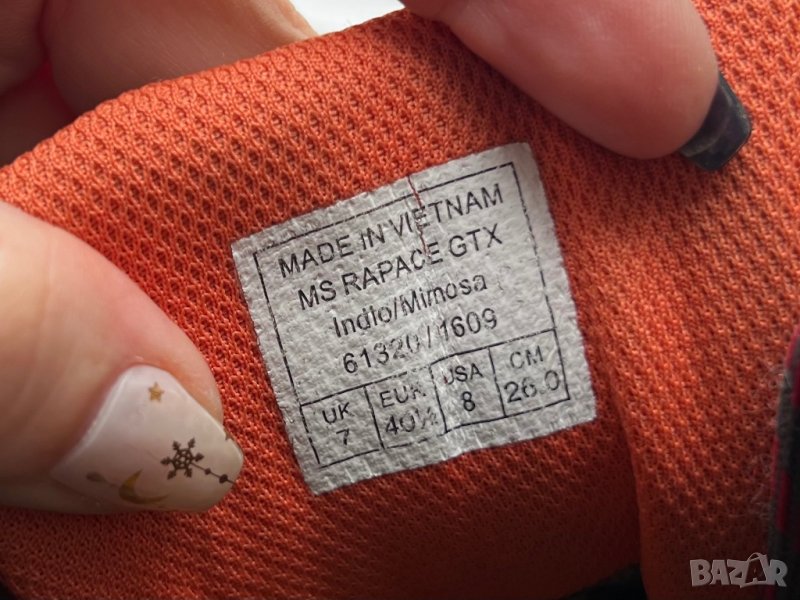 MADE IN VIETNAM
MS RAPACE GTX
Indio/Mimosa
61320/1609
UK EUR USA CM
7 40½ 8 26.0
BAZAR